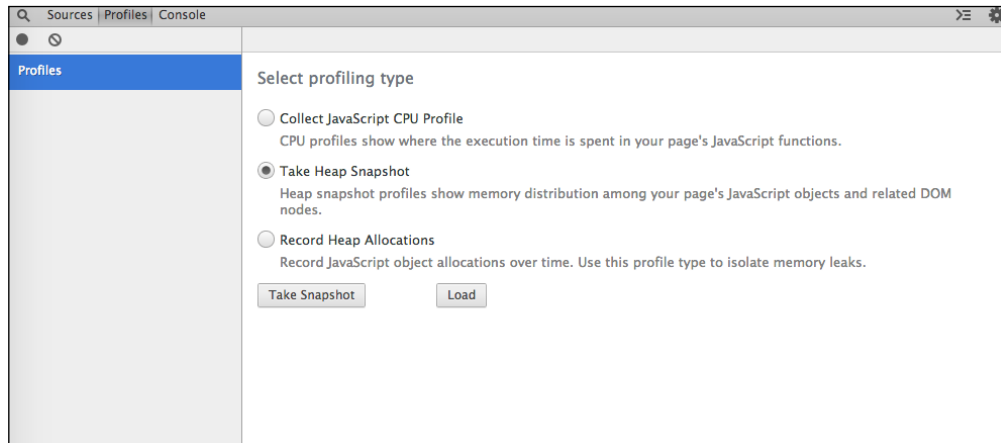 Sources Profiles Console
Profiles
Select profiling type
Collect JavaScript CPU Profile
CPU profiles show where the execution time is spent in your page's JavaScript functions.
Take Heap Snapshot
Heap snapshot profiles show memory distribution among your page's JavaScript objects and related DOM
nodes.
Record Heap Allocations
Record JavaScript object allocations over time. Use this profile type to isolate memory leaks.
Take Snapshot Load